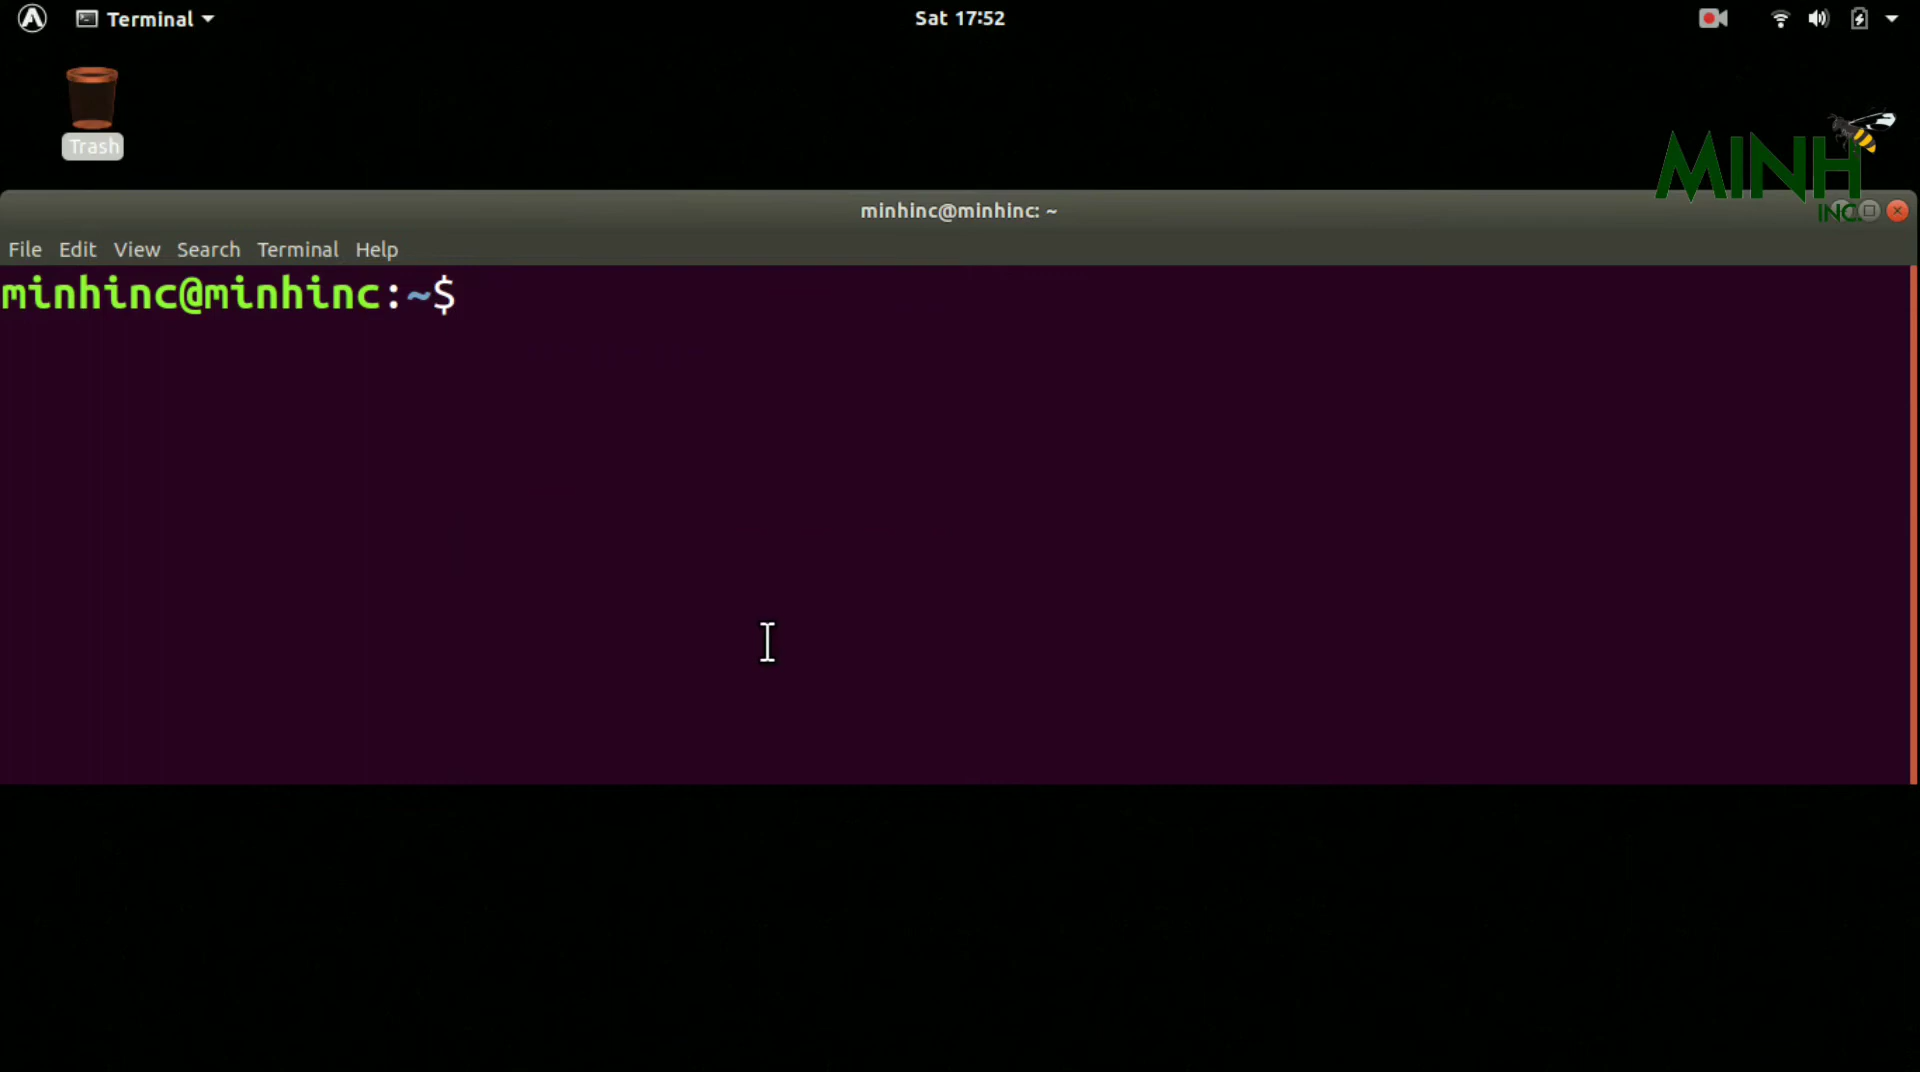 Terminal
Sat 17:52
Trash
MINH
INC
minhinc@minhinc: ~
File Edit View Search Terminal Help
minhinc@minhinc:~$